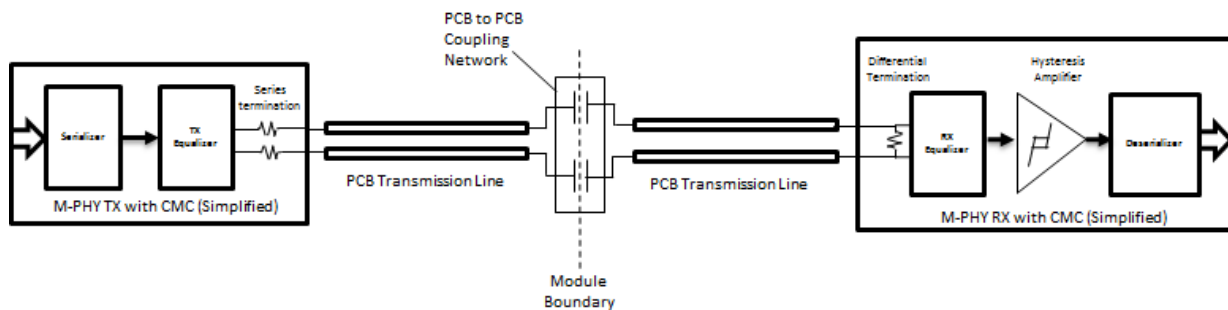 PCB to PCB
Coupling
Network
Series
termination
Serializer
TX
Equalizer
M-PHY TX with CMC (Simplified)
PCB Transmission Line
Module
Boundary
PCB Transmission Line
Differential
Termination
Hysteresis
Amplifier
RX
Equalizer
Deserializer
M-PHY RX with CMC (Simplified)